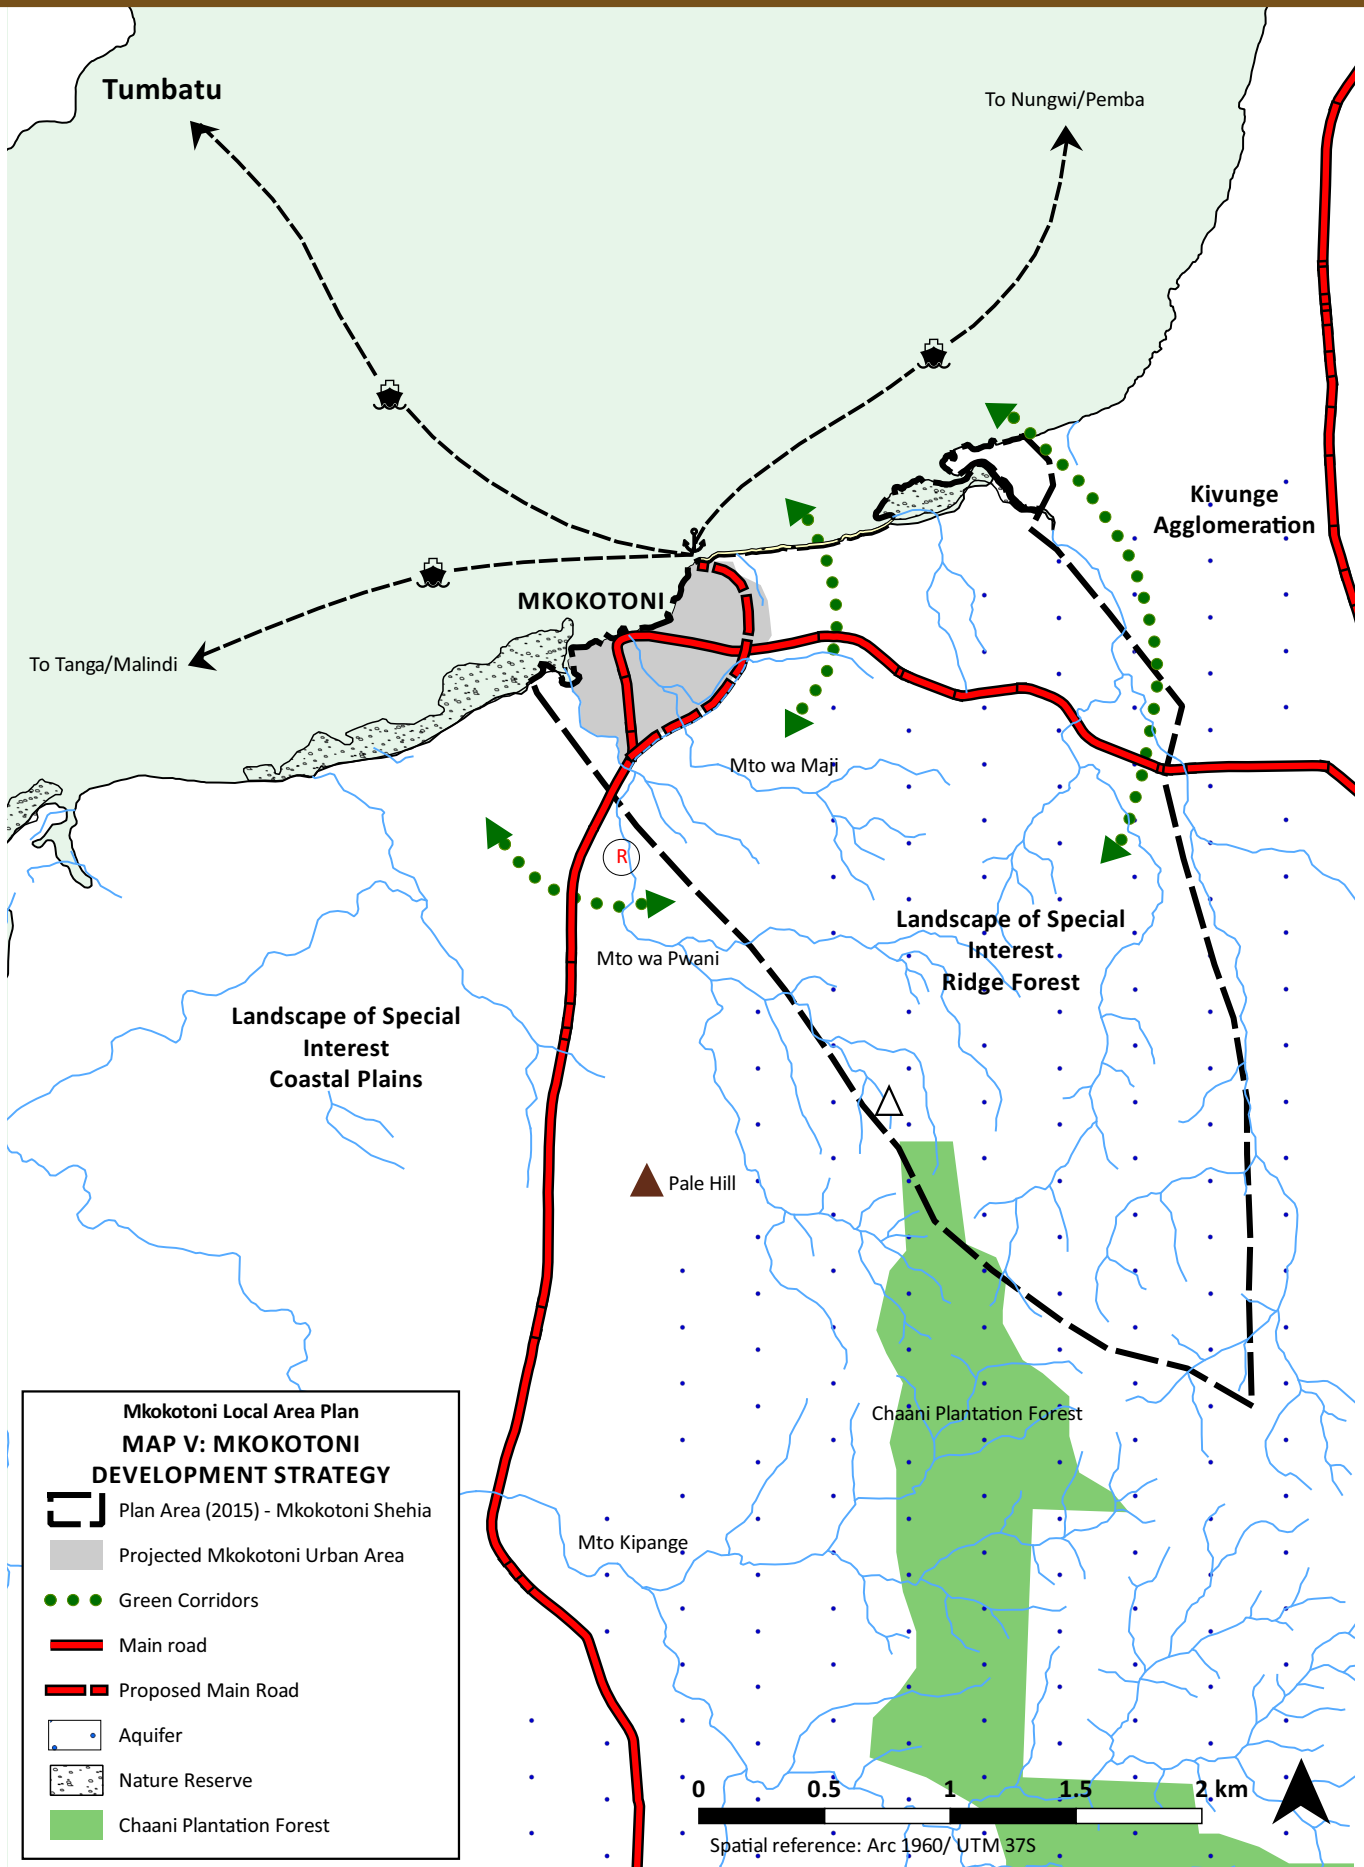 Tumbatu
To Nungwi/Pemba
Kivunge
Agglomeration
MKOKOTONI
To Tanga/Malindi
Mto wa Maji
R
Landscape of Special
Interest
Ridge Forest
Mto wa Pwani
Landscape of Special
Interest
Coastal Plains
Pale Hill
Chaani Plantation Forest
Mto Kipange
Mkokotoni Local Area Plan
MAP V: MKOKOTONI
DEVELOPMENT STRATEGY
Plan Area (2015) - Mkokotoni Shehia
Projected Mkokotoni Urban Area
Green Corridors
Main road
Proposed Main Road
Aquifer
Nature Reserve
Chaani Plantation Forest
0 0.5 1 1.5 2 km
Spatial reference: Arc 1960/ UTM 37S